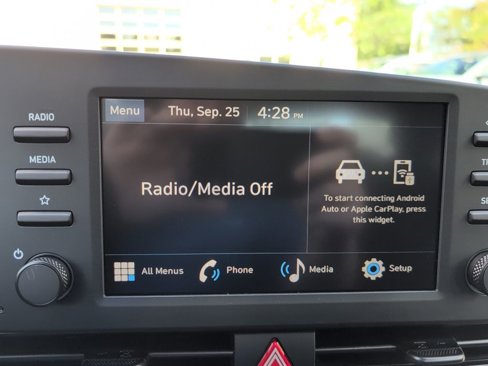 Menu Thu, Sep. 25 4:28 PM
RADIO
MEDIA
Radio/Media Off
To start connecting Android
Auto or Apple CarPlay, press
this widget.
All Menus Phone Media Setup